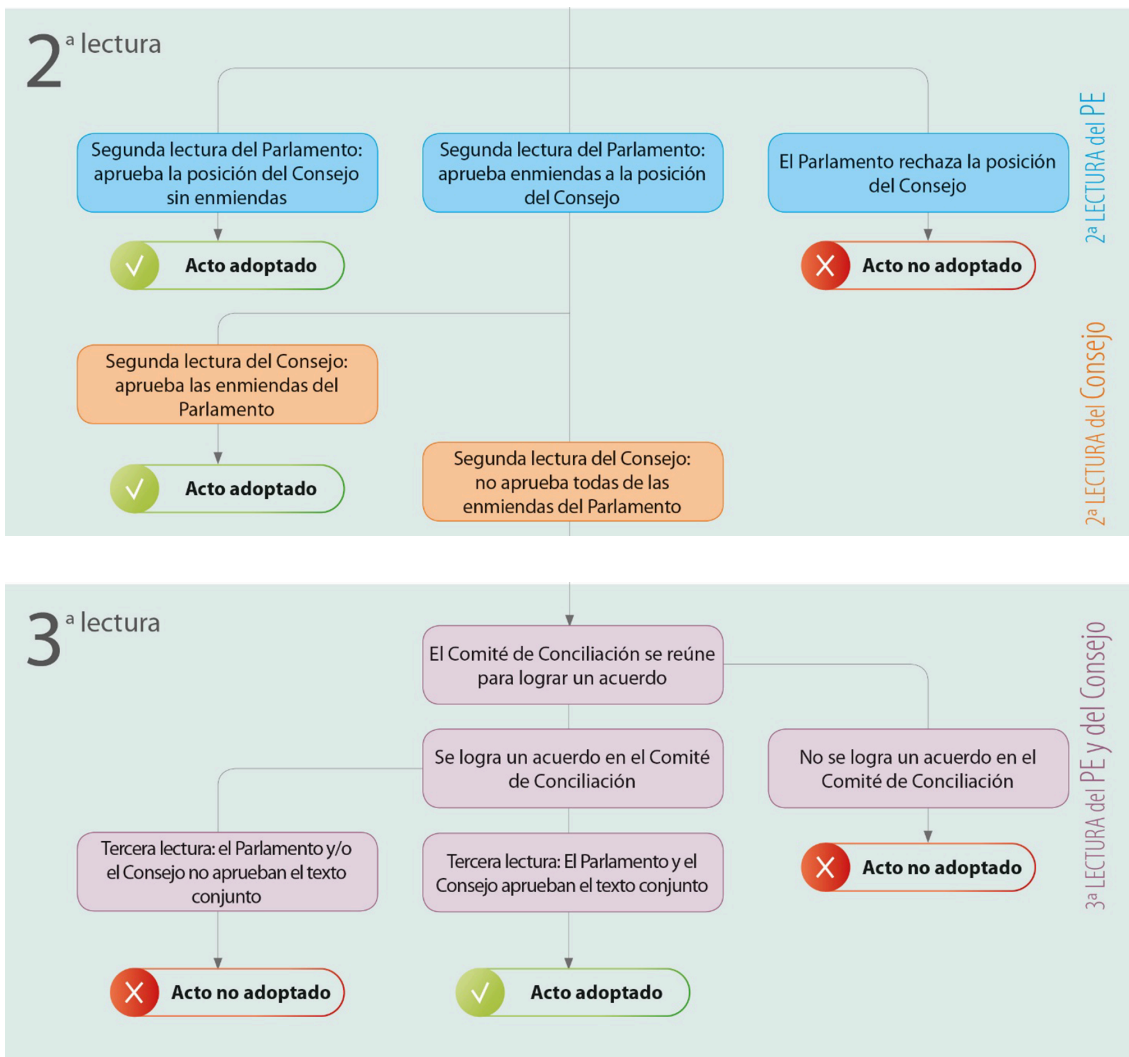 2ª lectura
Segunda lectura del Parlamento:
aprueba la posición del Consejo
sin enmiendas
Segunda lectura del Parlamento:
aprueba enmiendas a la posición
del Consejo
El Parlamento rechaza la posición
del Consejo
2ª LECTURA del PE
Acto adoptado
Acto no adoptado
Segunda lectura del Consejo:
aprueba las enmiendas del
Parlamento
Acto adoptado
Segunda lectura del Consejo:
no aprueba todas de las
enmiendas del Parlamento
2ª LECTURA del Consejo
3ª lectura
El Comité de Conciliación se reúne
para lograr un acuerdo
Se logra un acuerdo en el Comité
de Conciliación
No se logra un acuerdo en el
Comité de Conciliación
3ª LECTURA del PE y del Consejo
Tercera lectura: el Parlamento y/o
el Consejo no aprueban el texto
conjunto
Tercera lectura: El Parlamento y el
Consejo aprueban el texto conjunto
Acto no adoptado
Acto no adoptado
Acto adoptado